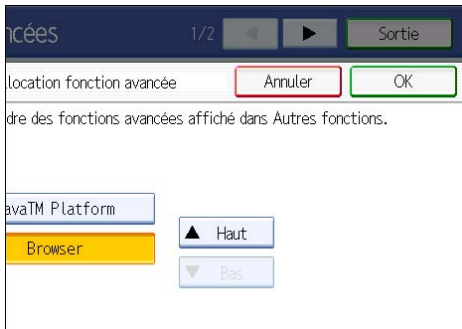 ncées 1/2 Sortie
llocation fonction avancée Annuler OK
dre des fonctions avancées affiché dans Autres fonctions.
avaTM Platform
▲ Haut
Browser
▼ Bas